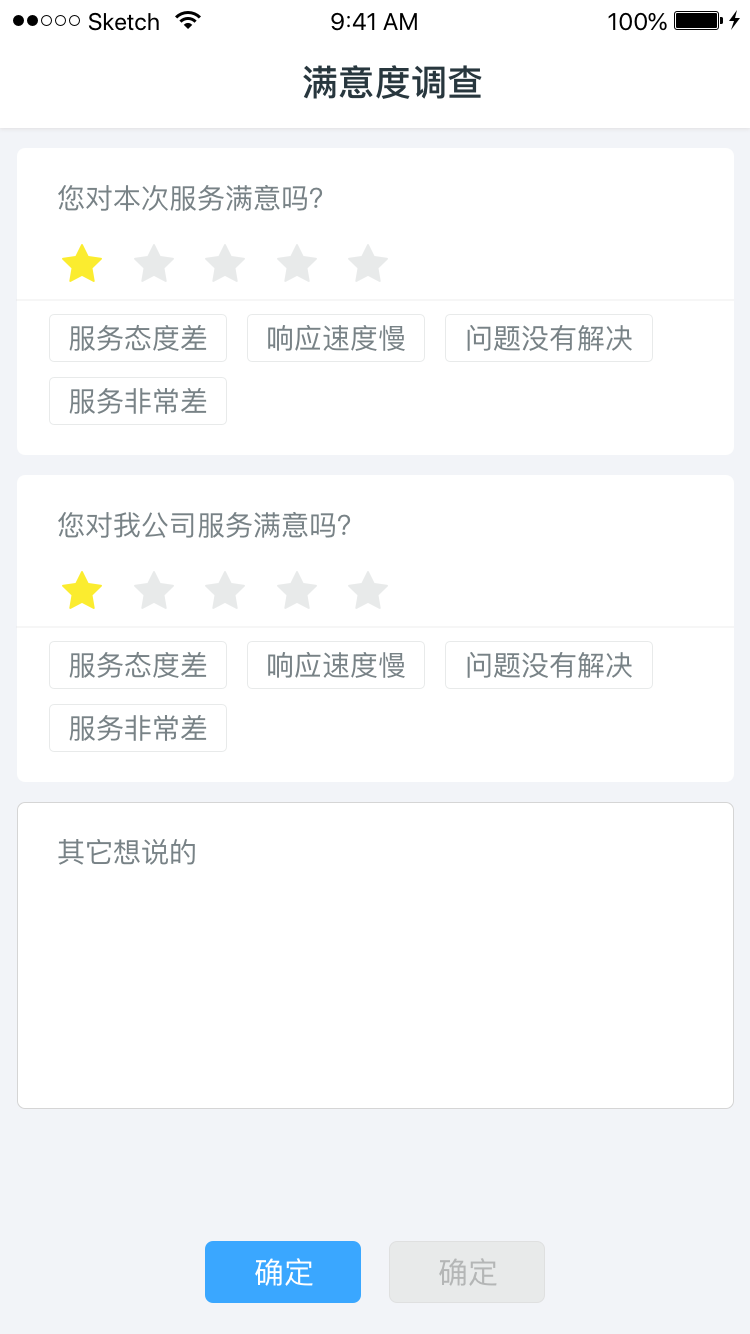 Sketch 9:41 AM 100%
满意度调查
您对本次服务满意吗?
服务态度差 响应速度慢 问题没有解决
服务非常差
您对我公司服务满意吗?
服务态度差 响应速度慢 问题没有解决
服务非常差
其它想说的
确定 确定